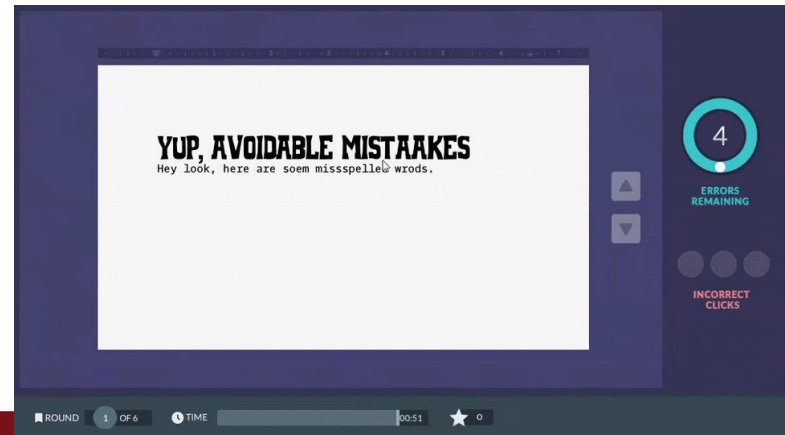 YUP, AVOIDABLE MISTAAKES
Hey look, here are soem missspelled wrods.
4
ERRORS
REMAINING
INCORRECT
CLICKS
ROUND 1 OF 6 TIME 00:51 0